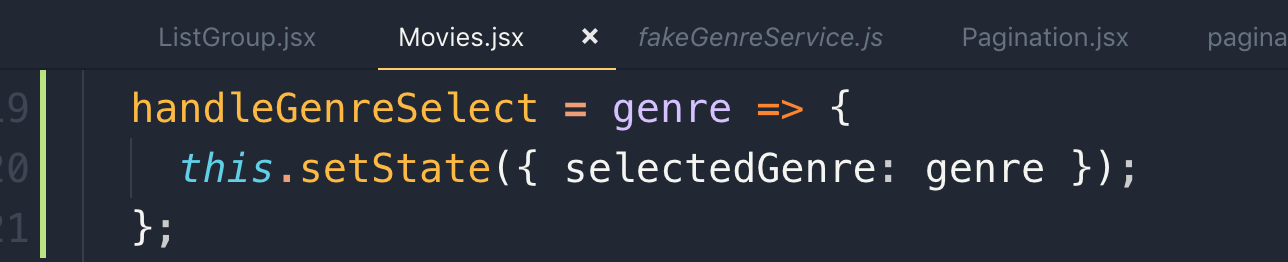 ListGroup.jsx Movies.jsx × fakeGenreService.js Pagination.jsx pagina
19 handleGenreSelect = genre => {
20 this.setState({ selectedGenre: genre });
21 };